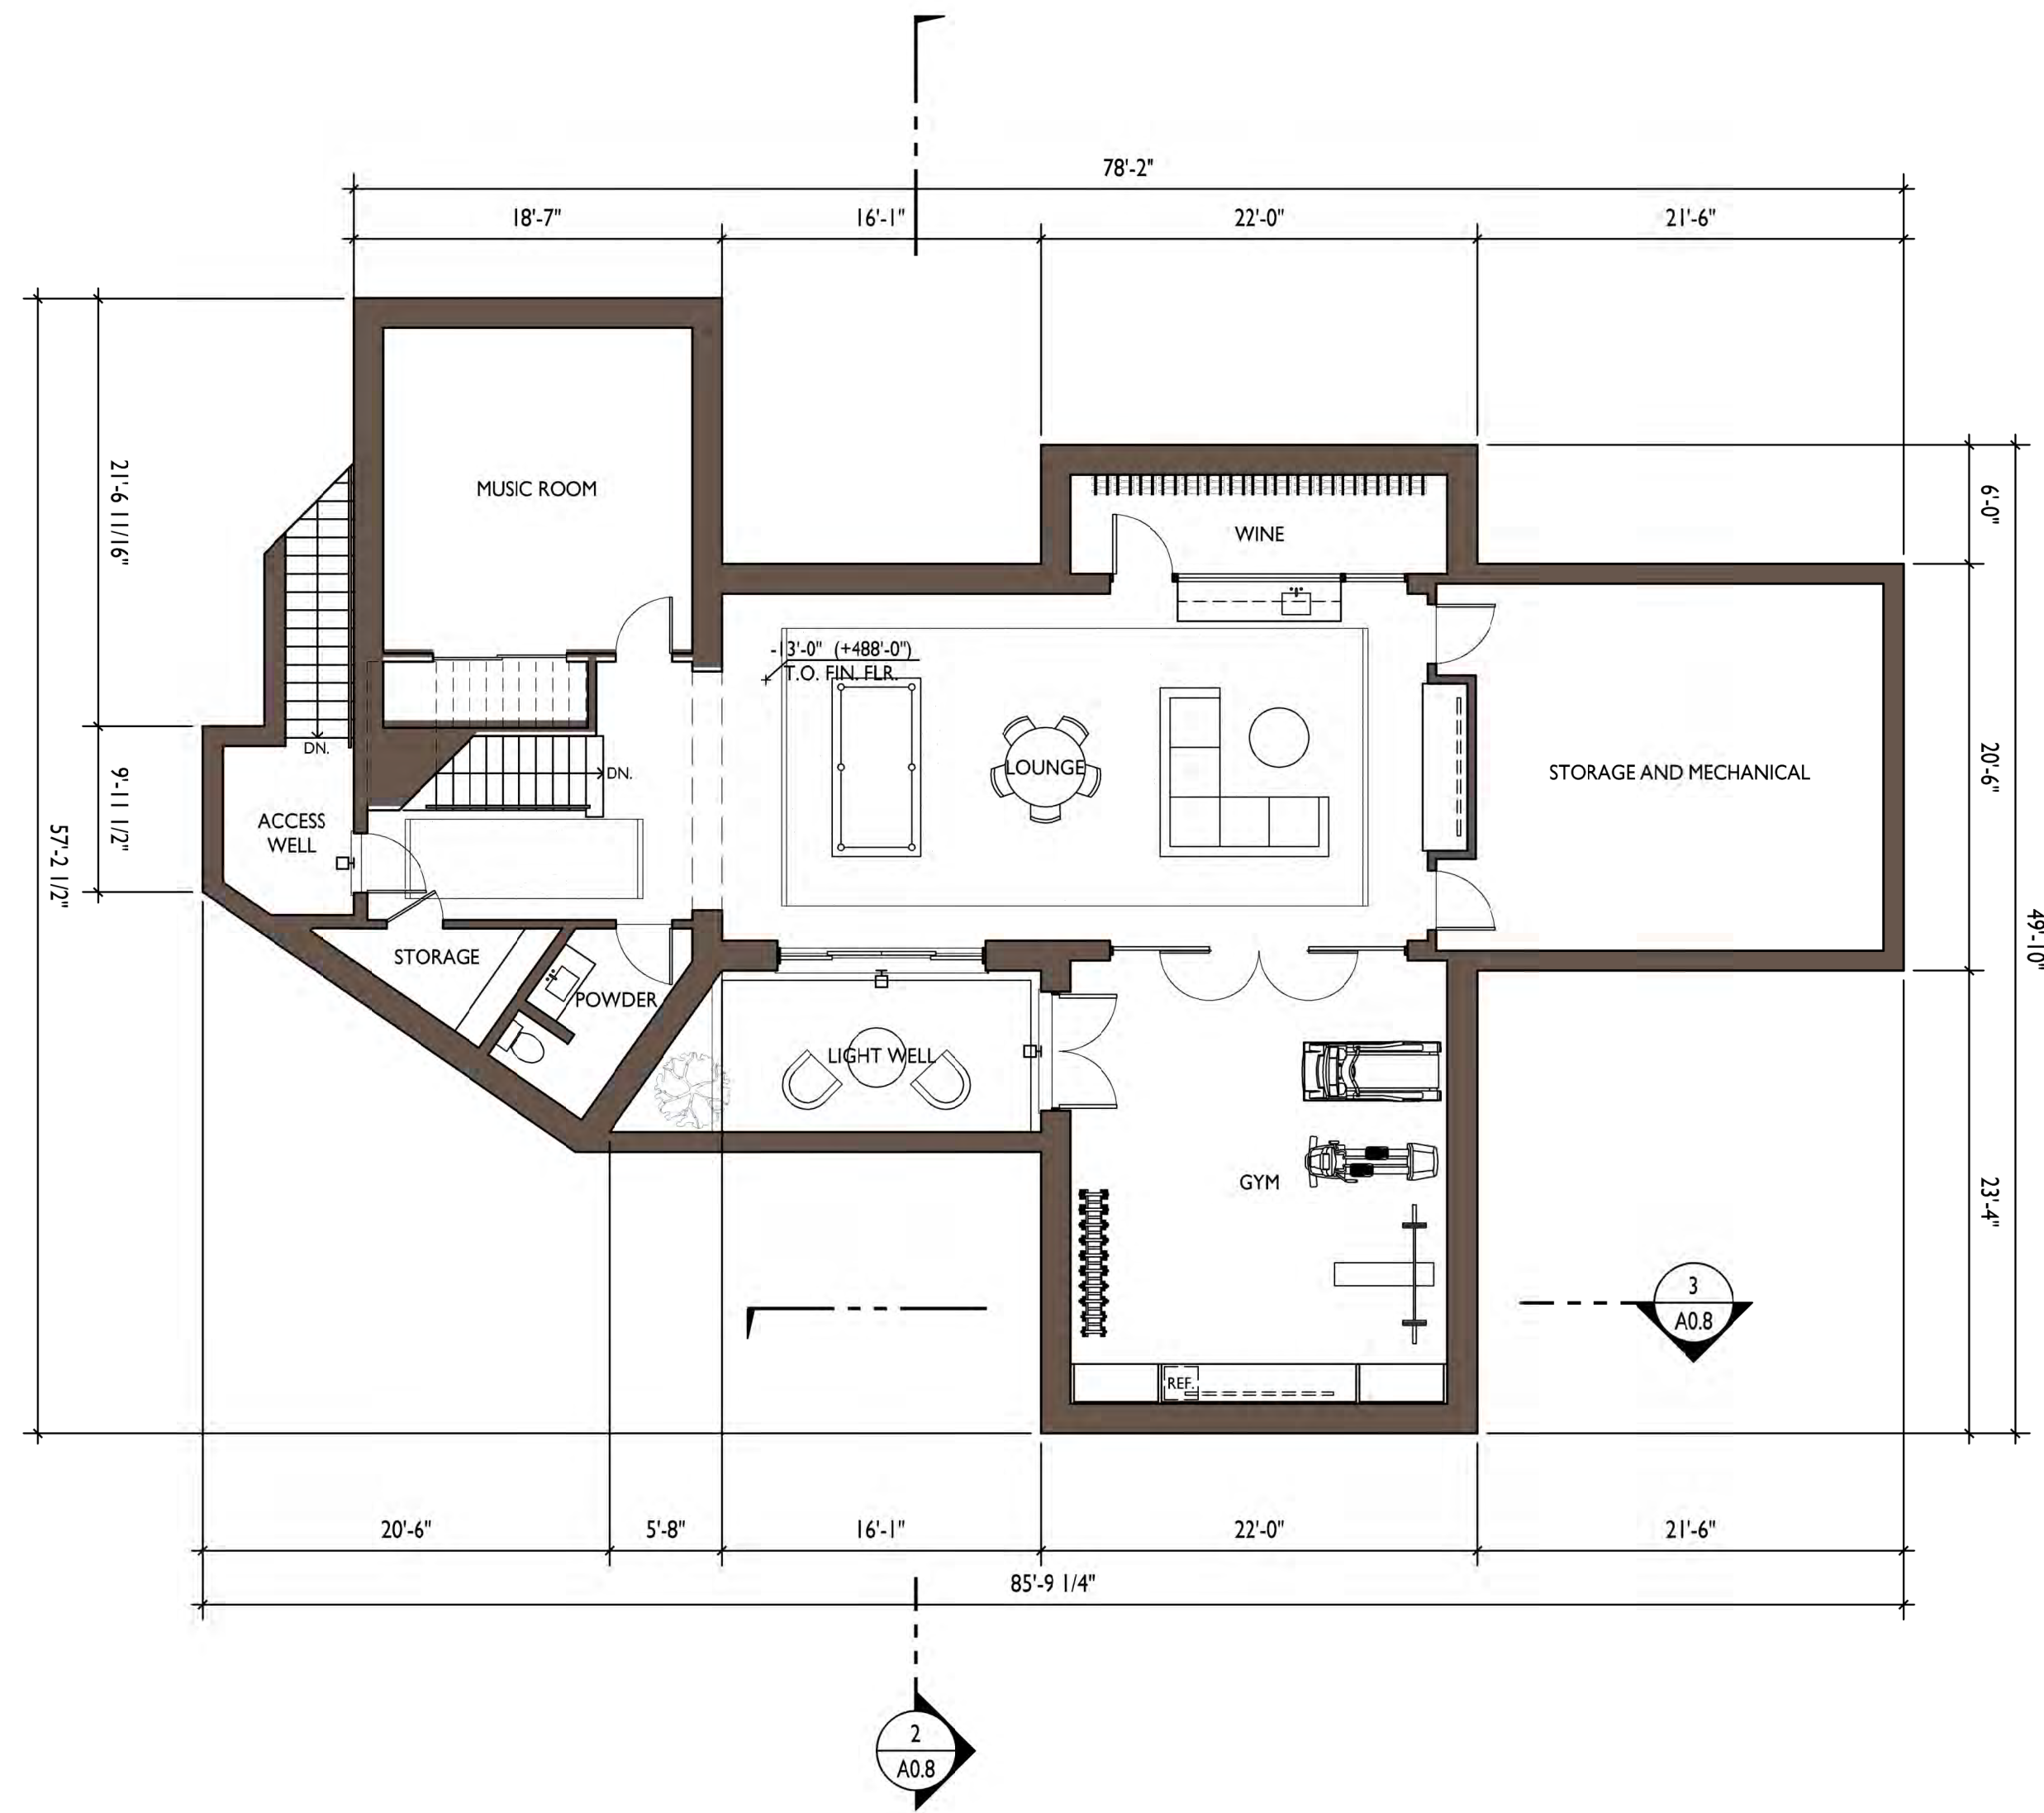 78'-2"
18'-7"
16'-1"
22'-0"
21'-6"
21'-6 11/16"
9'-11 1/2"
57'-2 1/2"
6'-0"
20'-6"
49'-10"
23'-4"
MUSIC ROOM
WINE
-13'-0" (+488'-0")
T.O. FIN. FLR.
DN.
DN.
LOUNGE
STORAGE AND MECHANICAL
ACCESS
WELL
STORAGE
POWDER
LIGHT WELL
GYM
REF.
3
A0.8
20'-6"
5'-8"
16'-1"
22'-0"
21'-6"
85'-9 1/4"
2
A0.8